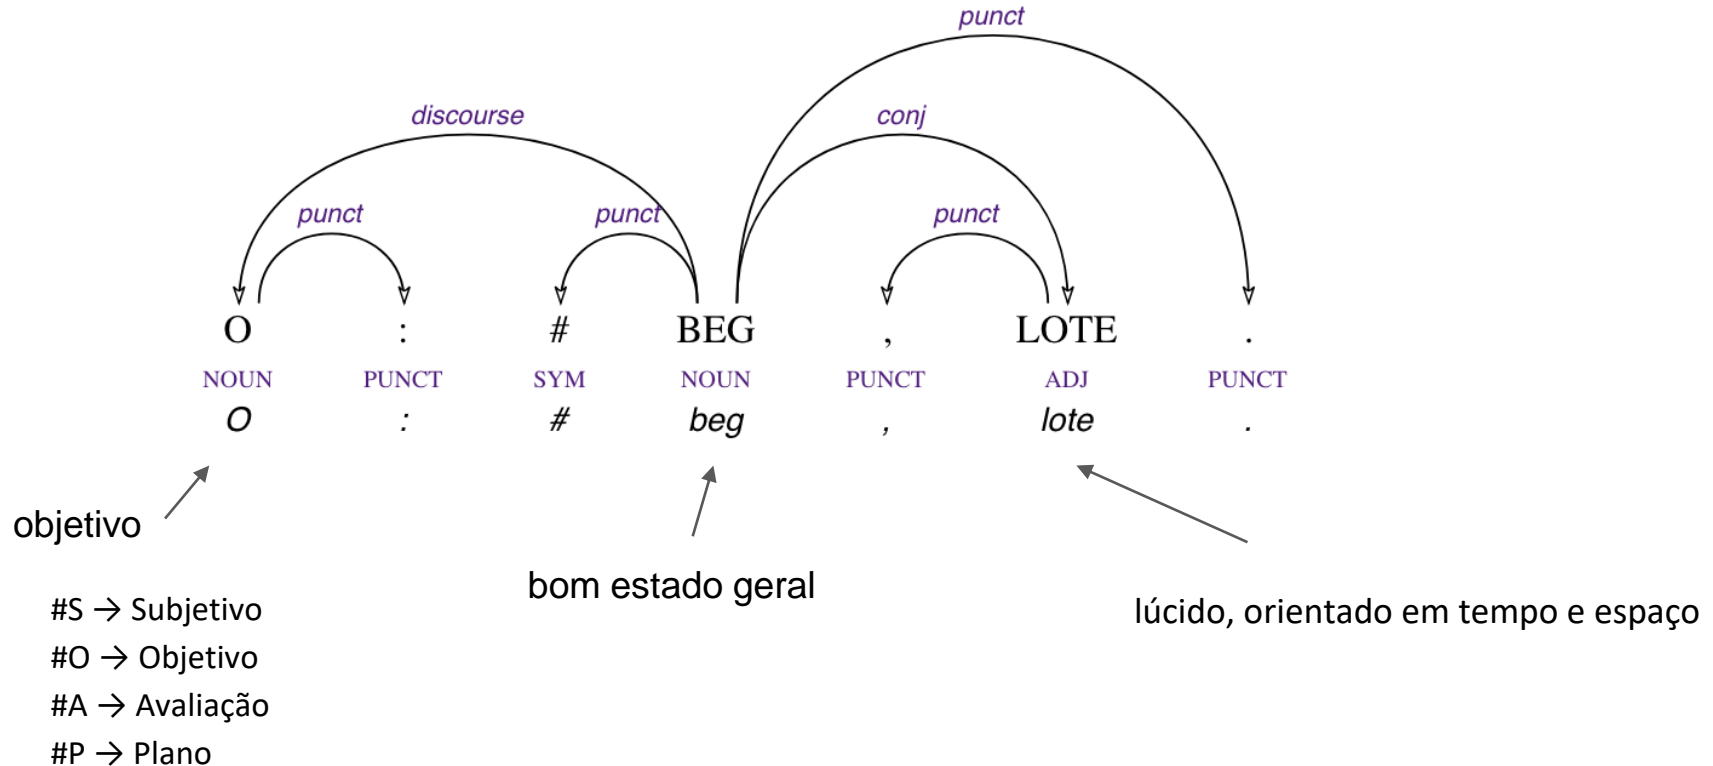 punct
discourse conj
punct punct punct
O : # BEG , LOTE .
NOUN PUNCT SYM NOUN PUNCT ADJ PUNCT
O : # beg , lote .
objetivo
bom estado geral
lúcido, orientado em tempo e espaço
#S → Subjetivo
#O → Objetivo
#A → Avaliação
#P → Plano